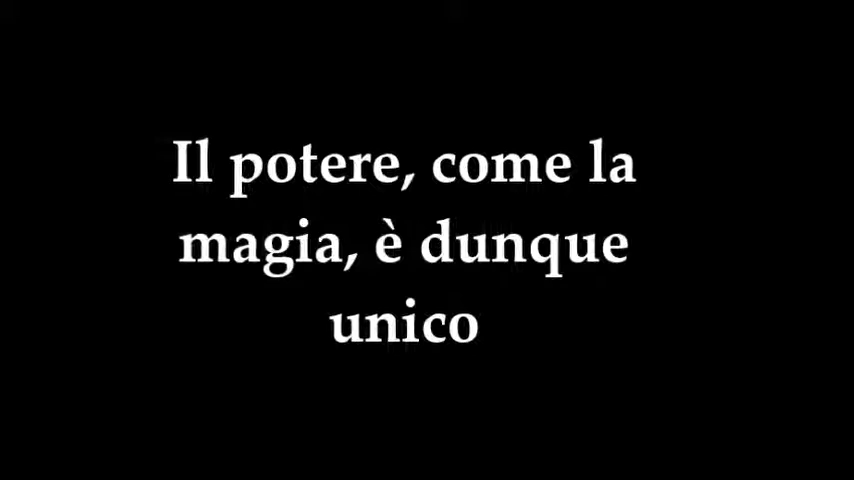 Il potere, come la
magia, è dunque
unico